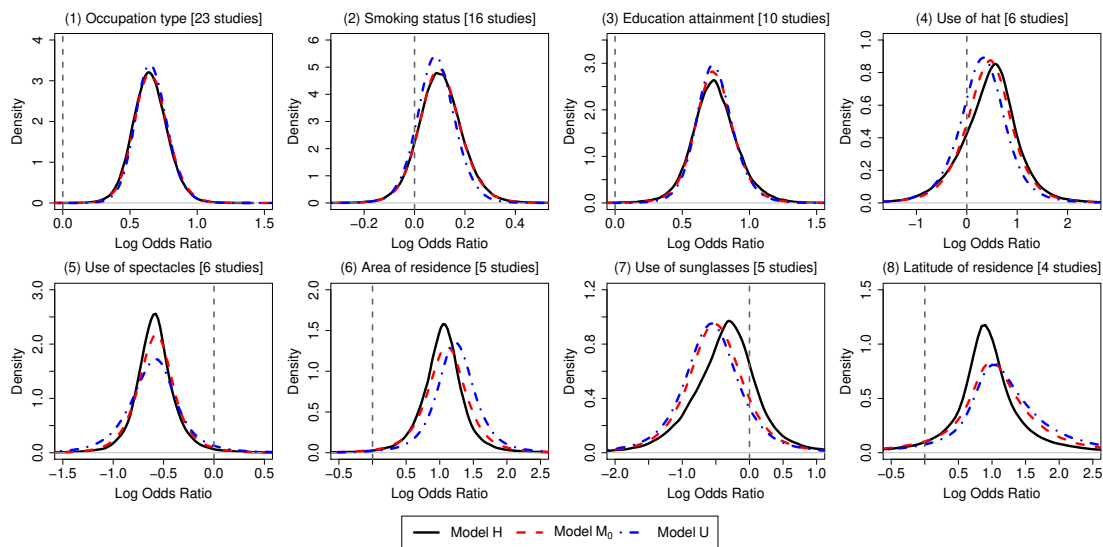 (1) Occupation type [23 studies]
Density
0 1 2 3 4
0.0 0.5 1.0 1.5
Log Odds Ratio
(2) Smoking status [16 studies]
Density
0 1 2 3 4 5 6
−0.2 0.0 0.2 0.4
Log Odds Ratio
(3) Education attainment [10 studies]
Density
0.0 1.0 2.0 3.0
0.0 0.5 1.0 1.5
Log Odds Ratio
(4) Use of hat [6 studies]
Density
0.0 0.2 0.4 0.6 0.8 1.0
−1 0 1 2
Log Odds Ratio
(5) Use of spectacles [6 studies]
Density
0.0 1.0 2.0 3.0
−1.5 −1.0 −0.5 0.0 0.5
Log Odds Ratio
(6) Area of residence [5 studies]
Density
0.0 0.5 1.0 1.5 2.0
−0.5 0.5 1.0 1.5 2.0 2.5
Log Odds Ratio
(7) Use of sunglasses [5 studies]
Density
0.0 0.4 0.8 1.2
−2.0 −1.0 0.0 0.5 1.0
Log Odds Ratio
(8) Latitude of residence [4 studies]
Density
0.0 0.5 1.0 1.5
−0.5 0.5 1.0 1.5 2.0 2.5
Log Odds Ratio
Model H Model M₀ Model U